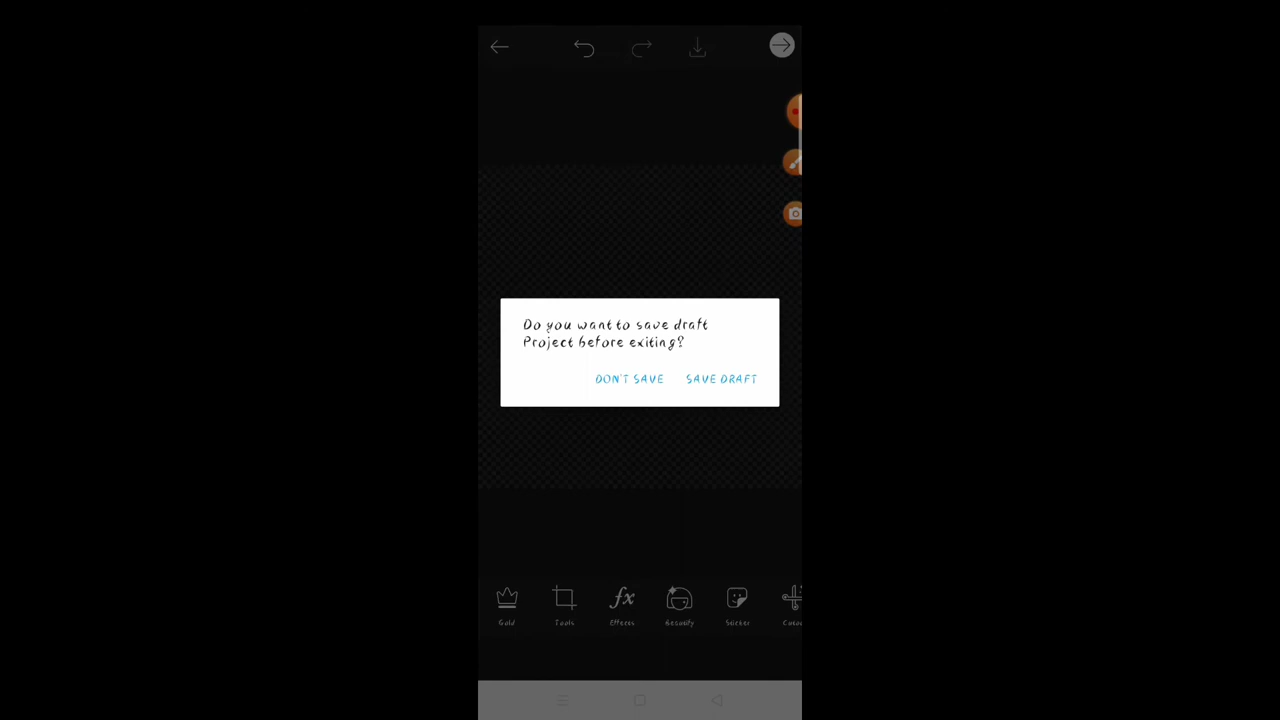 Do you want to save draft
Project before exiting?
DON'T SAVE SAVE DRAFT
Gold Tools Effects Beautify Sticker